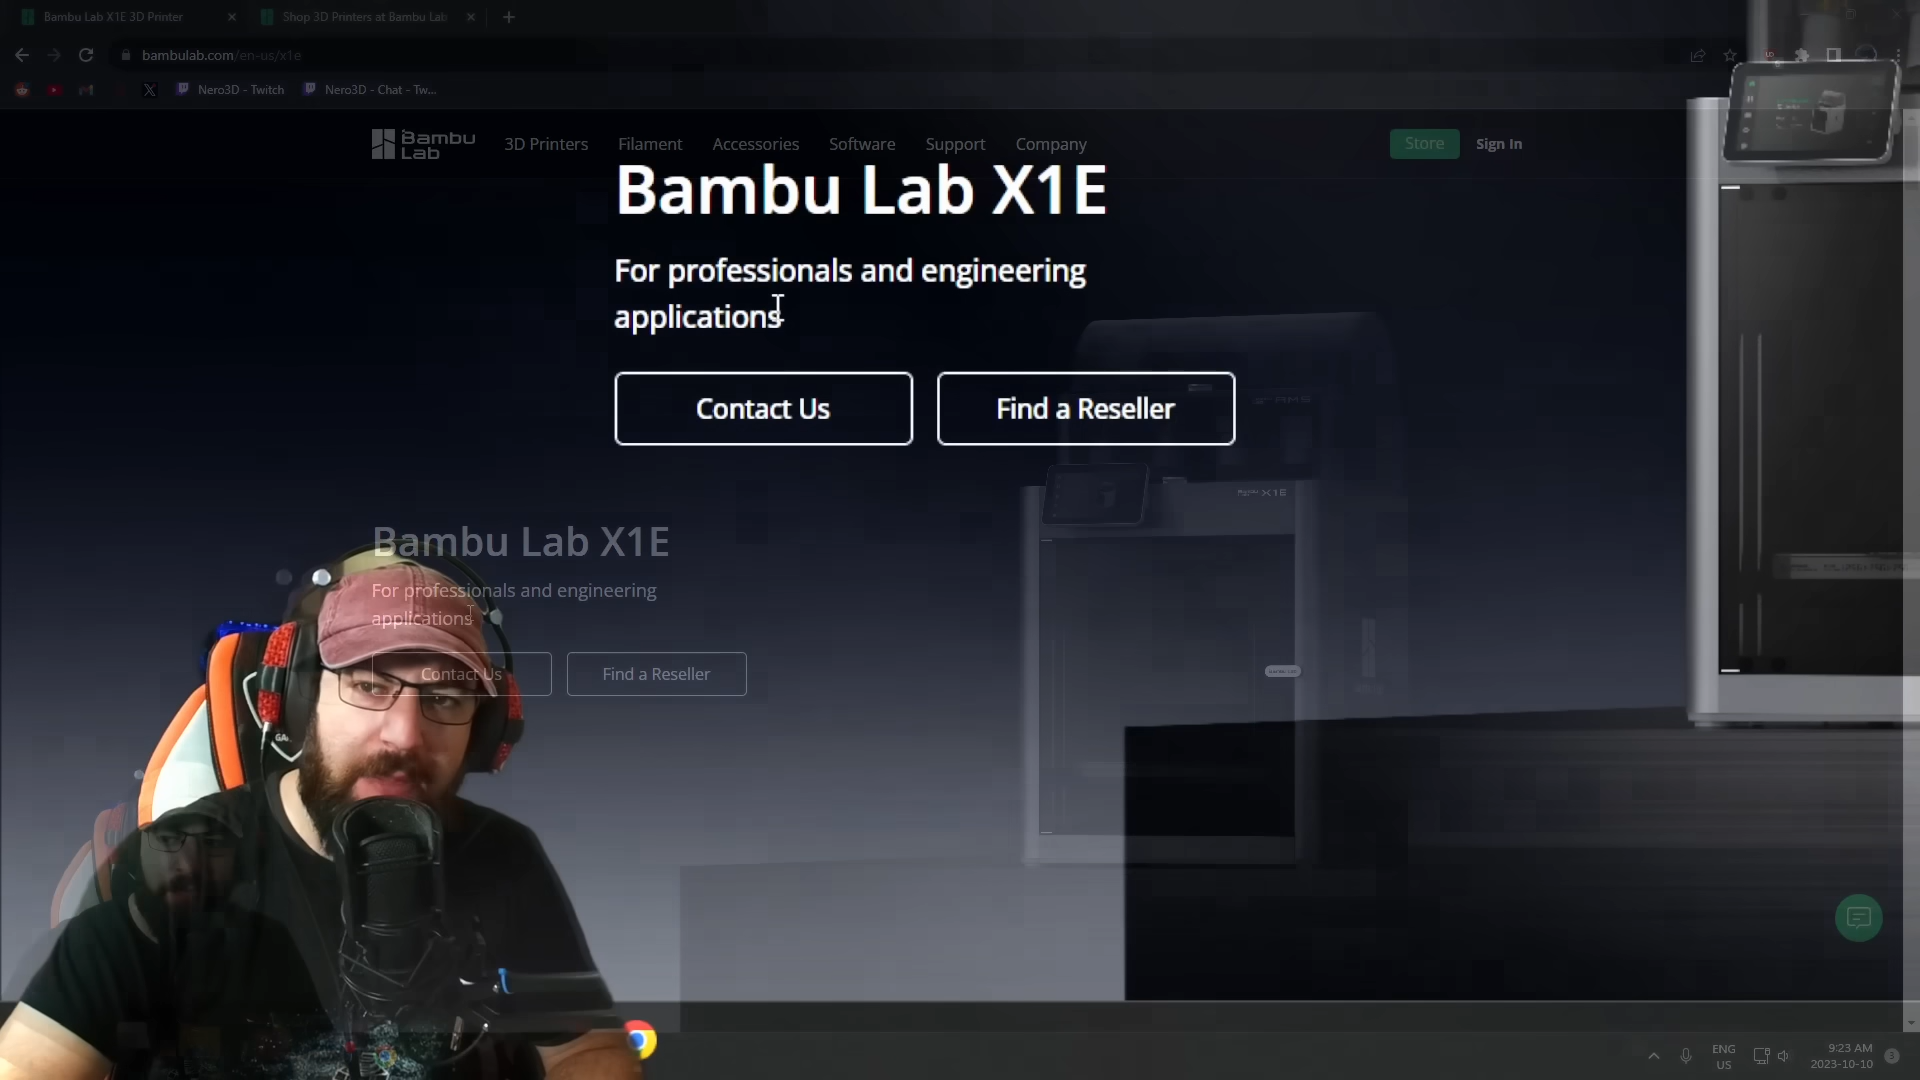 Bambu Lab X1E 3D Printer
Shop 3D Printers at Bambu Lab
bambulab.com/en-us/x1e
Nero3D - Twitch
Nero3D - Chat - Tw...
Bambu Lab
3D Printers
Filament
Accessories
Software
Support
Company
Store
Sign In
Bambu Lab X1E
For professionals and engineering
applications
Contact Us
Find a Reseller
X1E
Bambu Lab X1E
For professionals and engineering
applications
Contact Us
Find a Reseller
ENG
US
9:23 AM
2023-10-10
3